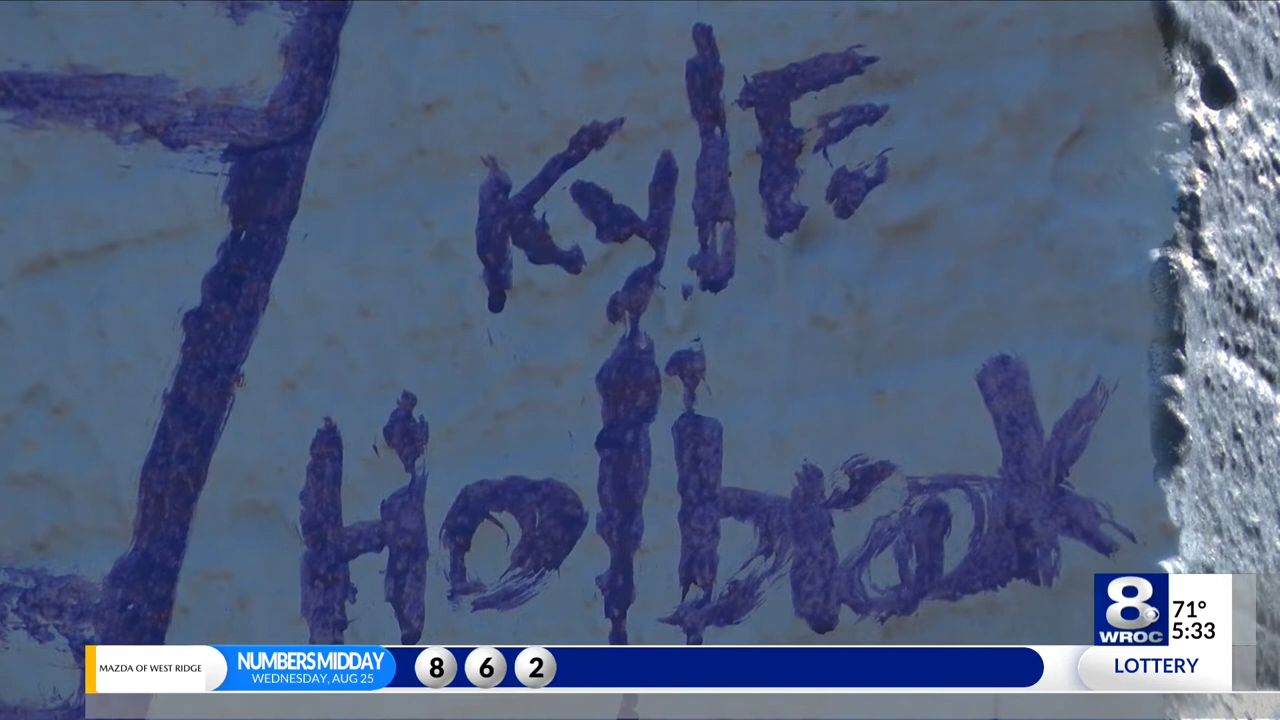 KylE
Holbrook
8
WROC
71°
5:33
MAZDA OF WEST RIDGE
NUMBERS MIDDAY
WEDNESDAY, AUG 25
8 6 2
LOTTERY